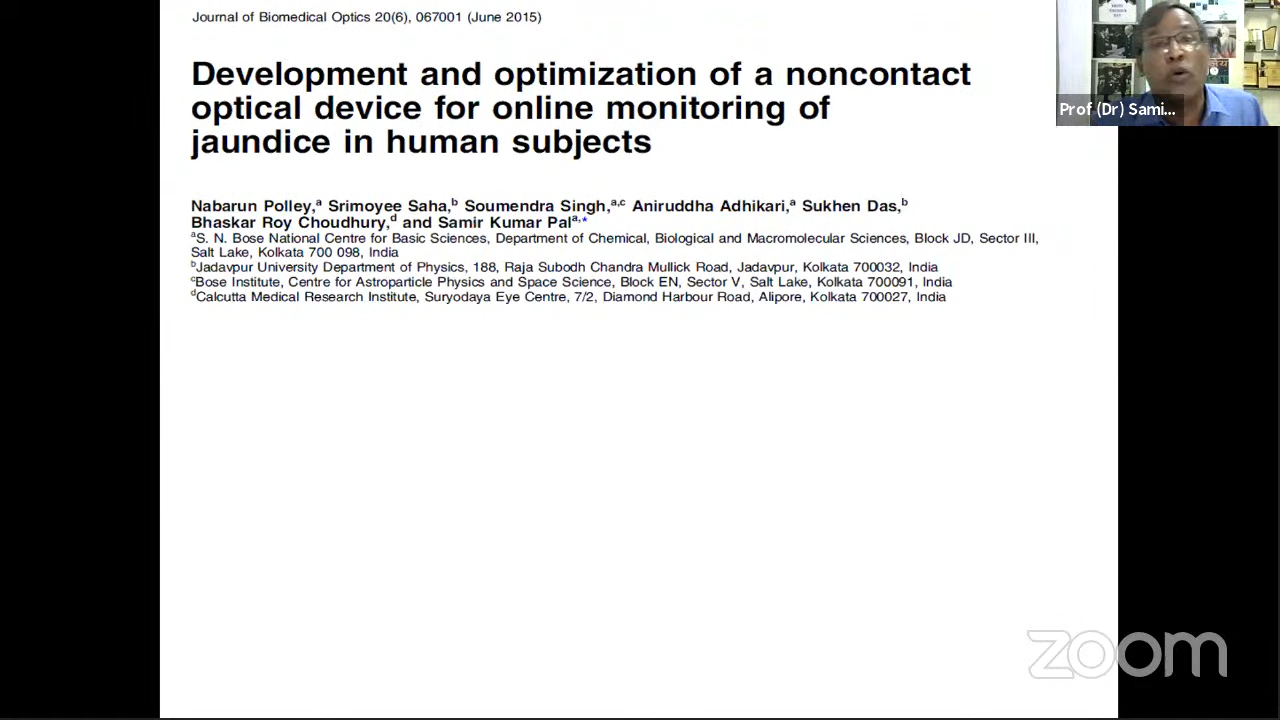 Journal of Biomedical Optics 20(6), 067001 (June 2015)
Development and optimization of a noncontact
optical device for online monitoring of
jaundice in human subjects
Nabarun Polley,a Srimoyee Saha,b Soumendra Singh,a,c Aniruddha Adhikari,a Sukhen Das,b
Bhaskar Roy Choudhury,d and Samir Kumar Pala,*
aS. N. Bose National Centre for Basic Sciences, Department of Chemical, Biological and Macromolecular Sciences, Block JD, Sector III,
Salt Lake, Kolkata 700 098, India
bJadavpur University Department of Physics, 188, Raja Subodh Chandra Mullick Road, Jadavpur, Kolkata 700032, India
cBose Institute, Centre for Astroparticle Physics and Space Science, Block EN, Sector V, Salt Lake, Kolkata 700091, India
dCalcutta Medical Research Institute, Suryodaya Eye Centre, 7/2, Diamond Harbour Road, Alipore, Kolkata 700027, India
Prof (Dr) Sami...
zoom